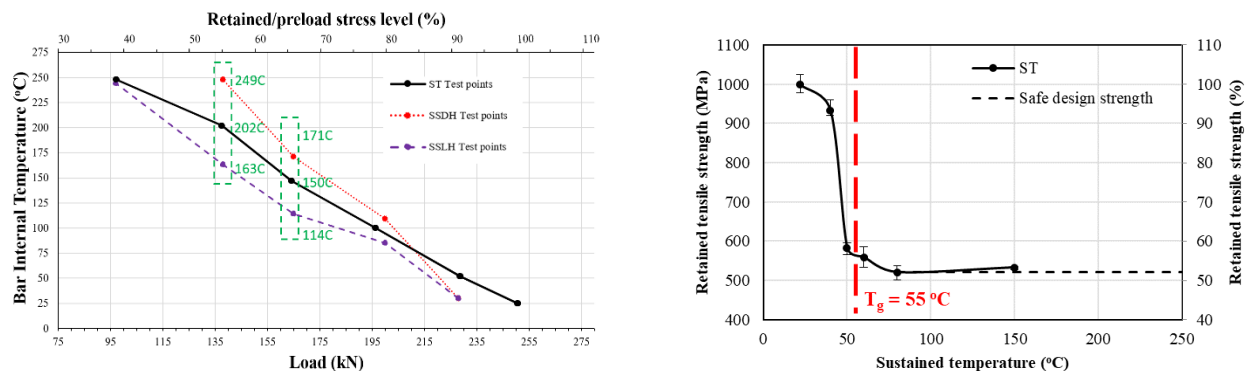 Retained/preload stress level (%)
30 40 50 60 70 80 90 100 110
Bar Internal Temperature (°C)
275
250
225
200
175
150
125
100
75
50
25
0
249C
202C
163C
171C
150C
114C
ST Test points
SSDH Test points
SSLH Test points
75 95 115 135 155 175 195 215 235 255 275
Load (kN)
Retained tensile strength (MPa)
1100
1000
900
800
700
600
500
400
ST
Safe design strength
Tg = 55 °C
110
100
90
80
70
60
50
40
Retained tensile strength (%)
0 50 100 150 200 250
Sustained temperature (°C)